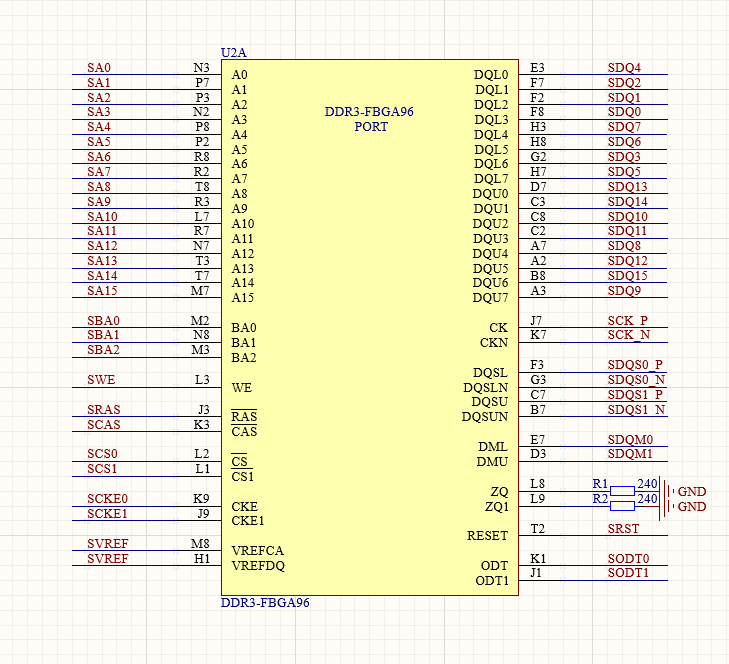 U2A
SA0 N3 A0 DQL0 E3 SDQ4
SA1 P7 A1 DQL1 F7 SDQ2
SA2 P3 A2 DQL2 F2 SDQ1
SA3 N2 A3 DQL3 F8 SDQ0
SA4 P8 A4 DQL4 H3 SDQ7
SA5 P2 A5 DQL5 H8 SDQ6
SA6 R8 A6 DQL6 G2 SDQ3
SA7 R2 A7 DQL7 H7 SDQ5
SA8 T8 A8 DQU0 D7 SDQ13
SA9 R3 A9 DQU1 C3 SDQ14
SA10 L7 A10 DQU2 C8 SDQ10
SA11 R7 A11 DQU3 C2 SDQ11
SA12 N7 A12 DQU4 A7 SDQ8
SA13 T3 A13 DQU5 A2 SDQ12
SA14 T7 A14 DQU6 B8 SDQ15
SA15 M7 A15 DQU7 A3 SDQ9
DDR3-FBGA96
PORT
SBA0 M2 BA0 CK J7 SCK_P
SBA1 N8 BA1 CKN K7 SCK_N
SBA2 M3 BA2
DQSL F3 SDQS0_P
SWE L3 WE DQSLN G3 SDQS0_N
DQSU C7 SDQS1_P
SRAS J3 RAS DQSUN B7 SDQS1_N
SCAS K3 CAS
DML E7 SDQM0
SCS0 L2 CS DMU D3 SDQM1
SCS1 L1 CS1
ZQ L8 R1 240 GND
SCKE0 K9 CKE ZQ1 L9 R2 240 GND
SCKE1 J9 CKE1
RESET T2 SRST
SVREF M8 VREFCA
SVREF H1 VREFDQ ODT K1 SODT0
ODT1 J1 SODT1
DDR3-FBGA96